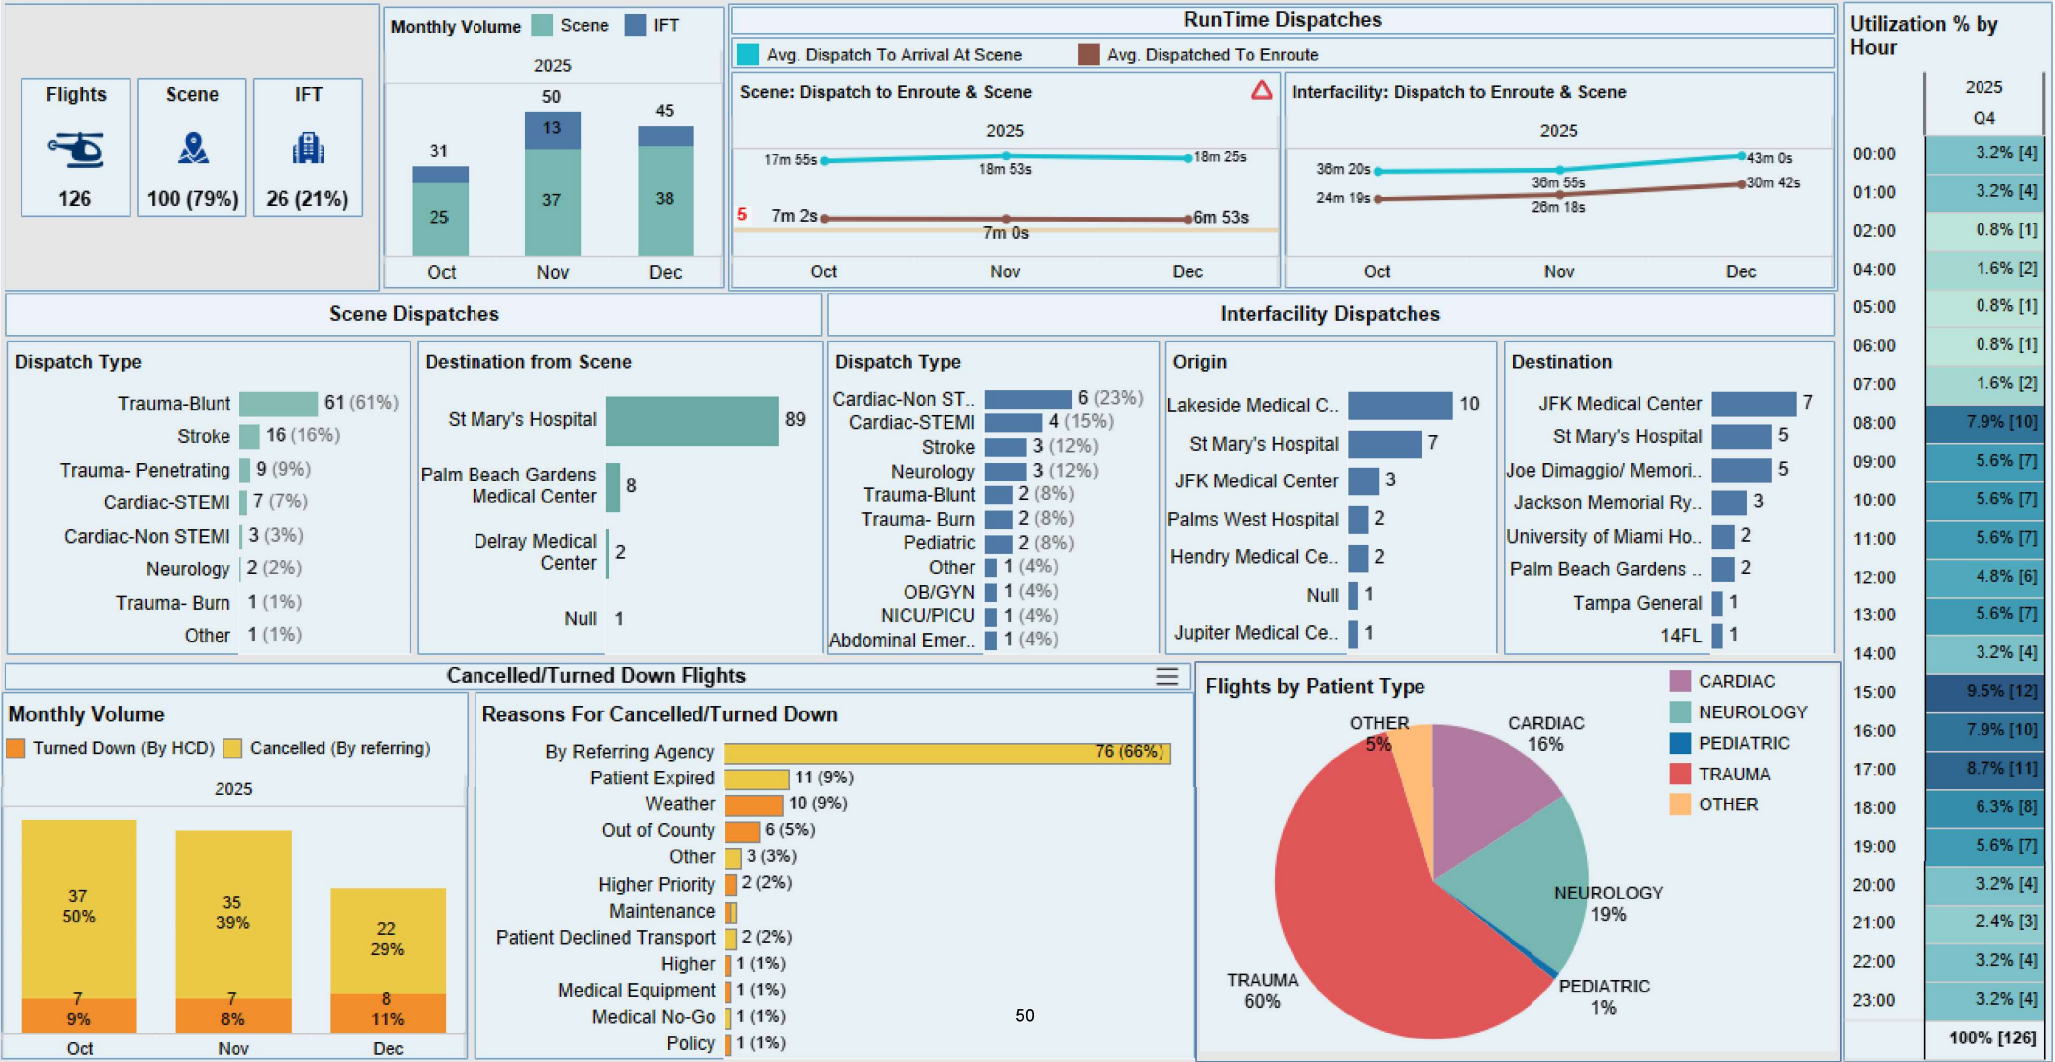 Flights
126
Scene
100 (79%)
IFT
26 (21%)
Monthly Volume Scene IFT
2025
31
50
45
13
25
37
38
Oct Nov Dec
RunTime Dispatches
Avg. Dispatch To Arrival At Scene Avg. Dispatched To Enroute
Scene: Dispatch to Enroute & Scene
2025
17m 55s
18m 53s
18m 25s
5
7m 2s
7m 0s
6m 53s
Oct Nov Dec
Interfacility: Dispatch to Enroute & Scene
2025
36m 20s
36m 55s
43m 0s
24m 19s
26m 18s
30m 42s
Oct Nov Dec
Utilization % by
Hour
2025
Q4
00:00 3.2% [4]
01:00 3.2% [4]
02:00 0.8% [1]
04:00 1.6% [2]
05:00 0.8% [1]
06:00 0.8% [1]
07:00 1.6% [2]
08:00 7.9% [10]
09:00 5.6% [7]
10:00 5.6% [7]
11:00 5.6% [7]
12:00 4.8% [6]
13:00 5.6% [7]
14:00 3.2% [4]
15:00 9.5% [12]
16:00 7.9% [10]
17:00 8.7% [11]
18:00 6.3% [8]
19:00 5.6% [7]
20:00 3.2% [4]
21:00 2.4% [3]
22:00 3.2% [4]
23:00 3.2% [4]
100% [126]
Scene Dispatches
Dispatch Type
Trauma-Blunt 61 (61%)
Stroke 16 (16%)
Trauma- Penetrating 9 (9%)
Cardiac-STEMI 7 (7%)
Cardiac-Non STEMI 3 (3%)
Neurology 2 (2%)
Trauma- Burn 1 (1%)
Other 1 (1%)
Destination from Scene
St Mary's Hospital 89
Palm Beach Gardens
Medical Center 8
Delray Medical
Center 2
Null 1
Interfacility Dispatches
Dispatch Type
Cardiac-Non ST.. 6 (23%)
Cardiac-STEMI 4 (15%)
Stroke 3 (12%)
Neurology 3 (12%)
Trauma-Blunt 2 (8%)
Trauma- Burn 2 (8%)
Pediatric 2 (8%)
Other 1 (4%)
OB/GYN 1 (4%)
NICU/PICU 1 (4%)
Abdominal Emer.. 1 (4%)
Origin
Lakeside Medical C.. 10
St Mary's Hospital 7
JFK Medical Center 3
Palms West Hospital 2
Hendry Medical Ce.. 2
Null 1
Jupiter Medical Ce.. 1
Destination
JFK Medical Center 7
St Mary's Hospital 5
Joe Dimaggio/ Memori.. 5
Jackson Memorial Ry.. 3
University of Miami Ho.. 2
Palm Beach Gardens .. 2
Tampa General 1
14FL 1
Cancelled/Turned Down Flights
Monthly Volume
Turned Down (By HCD) Cancelled (By referring)
2025
37
50%
35
39%
22
29%
7
9%
7
8%
8
11%
Oct Nov Dec
Reasons For Cancelled/Turned Down
By Referring Agency 76 (66%)
Patient Expired 11 (9%)
Weather 10 (9%)
Out of County 6 (5%)
Other 3 (3%)
Higher Priority 2 (2%)
Maintenance
Patient Declined Transport 2 (2%)
Higher 1 (1%)
Medical Equipment 1 (1%)
Medical No-Go 1 (1%)
Policy 1 (1%)
50
Flights by Patient Type
CARDIAC
NEUROLOGY
PEDIATRIC
TRAUMA
OTHER
OTHER
5%
CARDIAC
16%
NEUROLOGY
19%
PEDIATRIC
1%
TRAUMA
60%